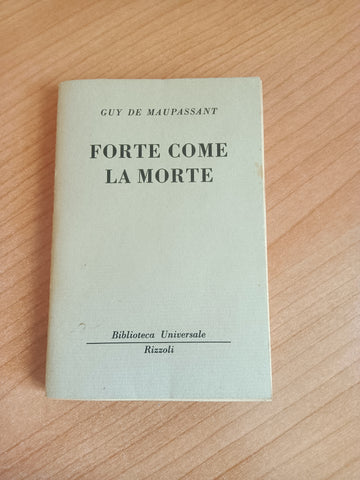 GUY DE MAUPASSANT
FORTE COME
LA MORTE
Biblioteca Universale
Rizzoli